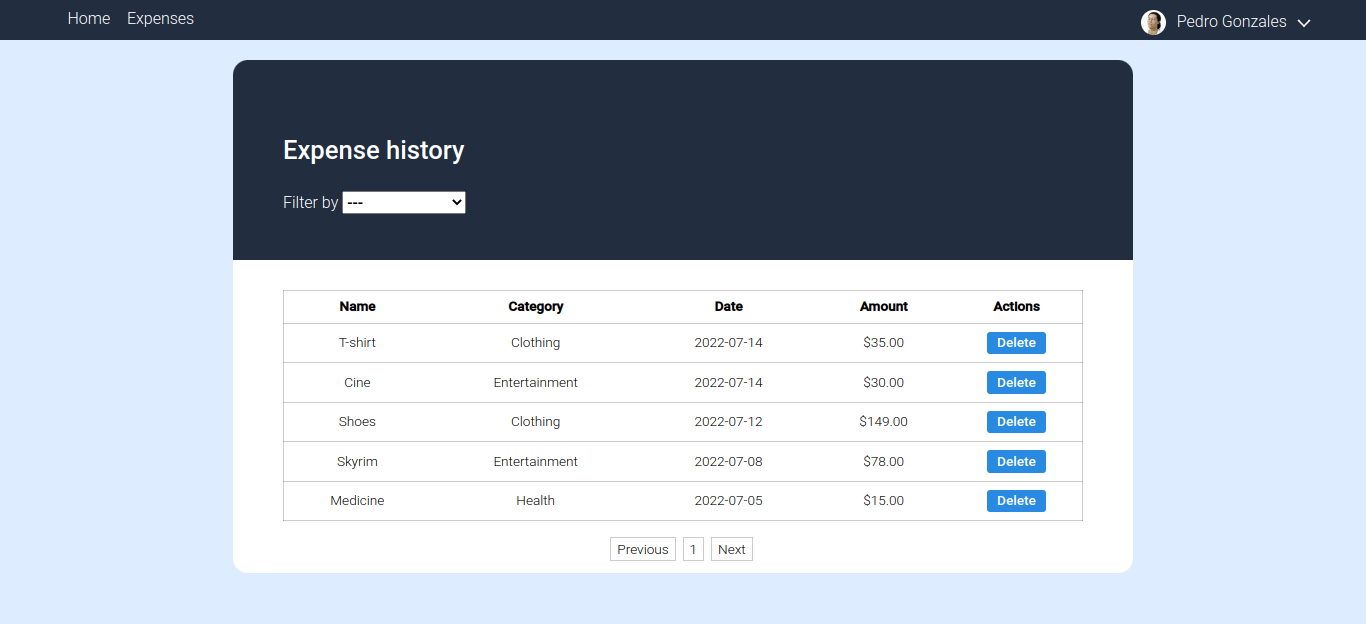 Home Expenses Pedro Gonzales
Expense history
Filter by ---
Name Category Date Amount Actions
T-shirt Clothing 2022-07-14 $35.00 Delete
Cine Entertainment 2022-07-14 $30.00 Delete
Shoes Clothing 2022-07-12 $149.00 Delete
Skyrim Entertainment 2022-07-08 $78.00 Delete
Medicine Health 2022-07-05 $15.00 Delete
Previous 1 Next